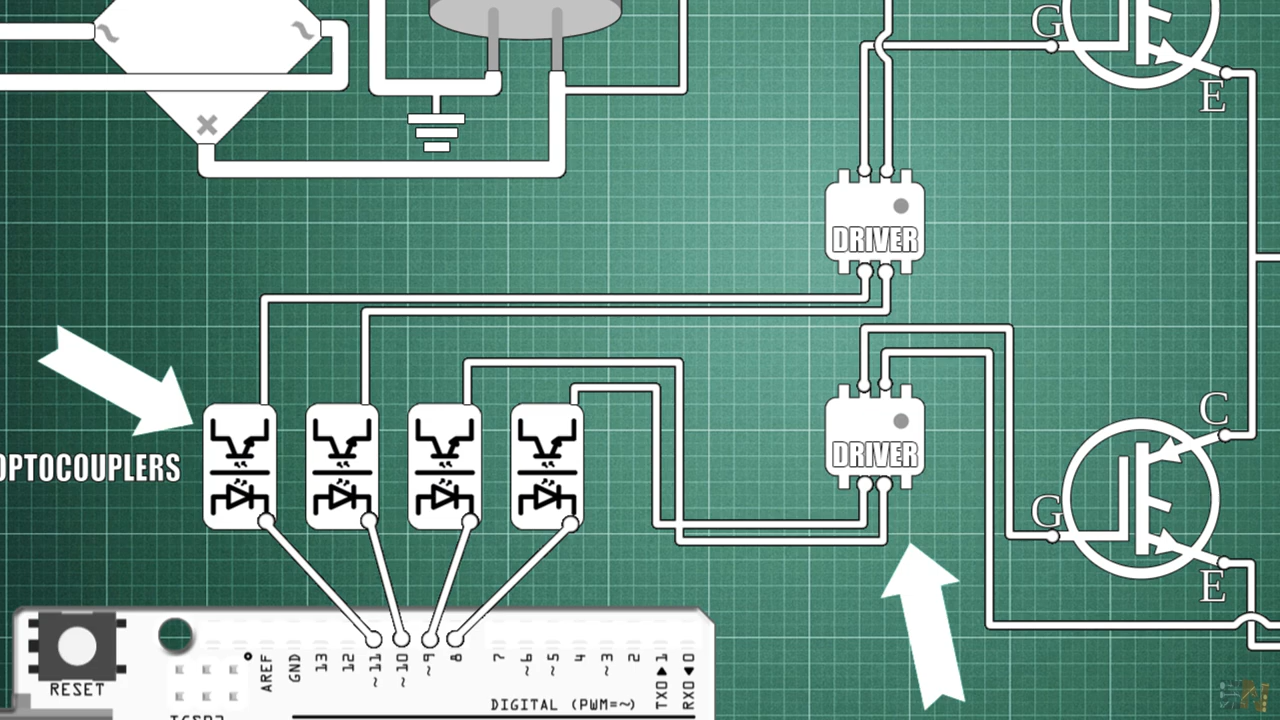 G
E
DRIVER
C
DRIVER
OPTOCOUPLERS
G
E
RESET
AREF
GND
13
12
~11
~10
~9
8
7
~6
~5
4
~3
2
TX0▶1
RX0◀0
DIGITAL (PWM=~)